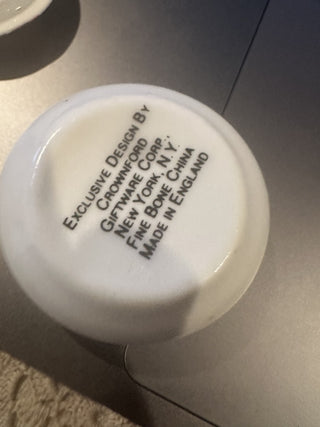 Exclusive Design By
Crownford
Giftware Corp.,
New York, N.Y.
Fine Bone China
Made in England